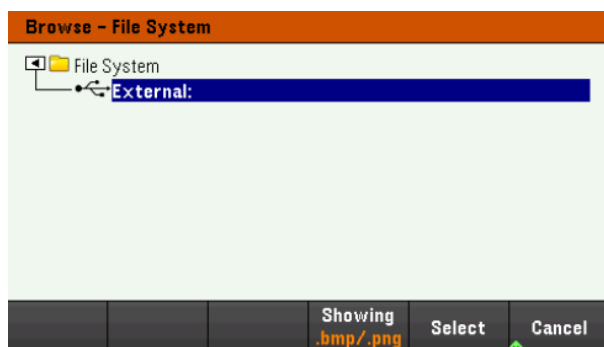 Browse - File System
File System
External:
Showing
.bmp/.png
Select
Cancel